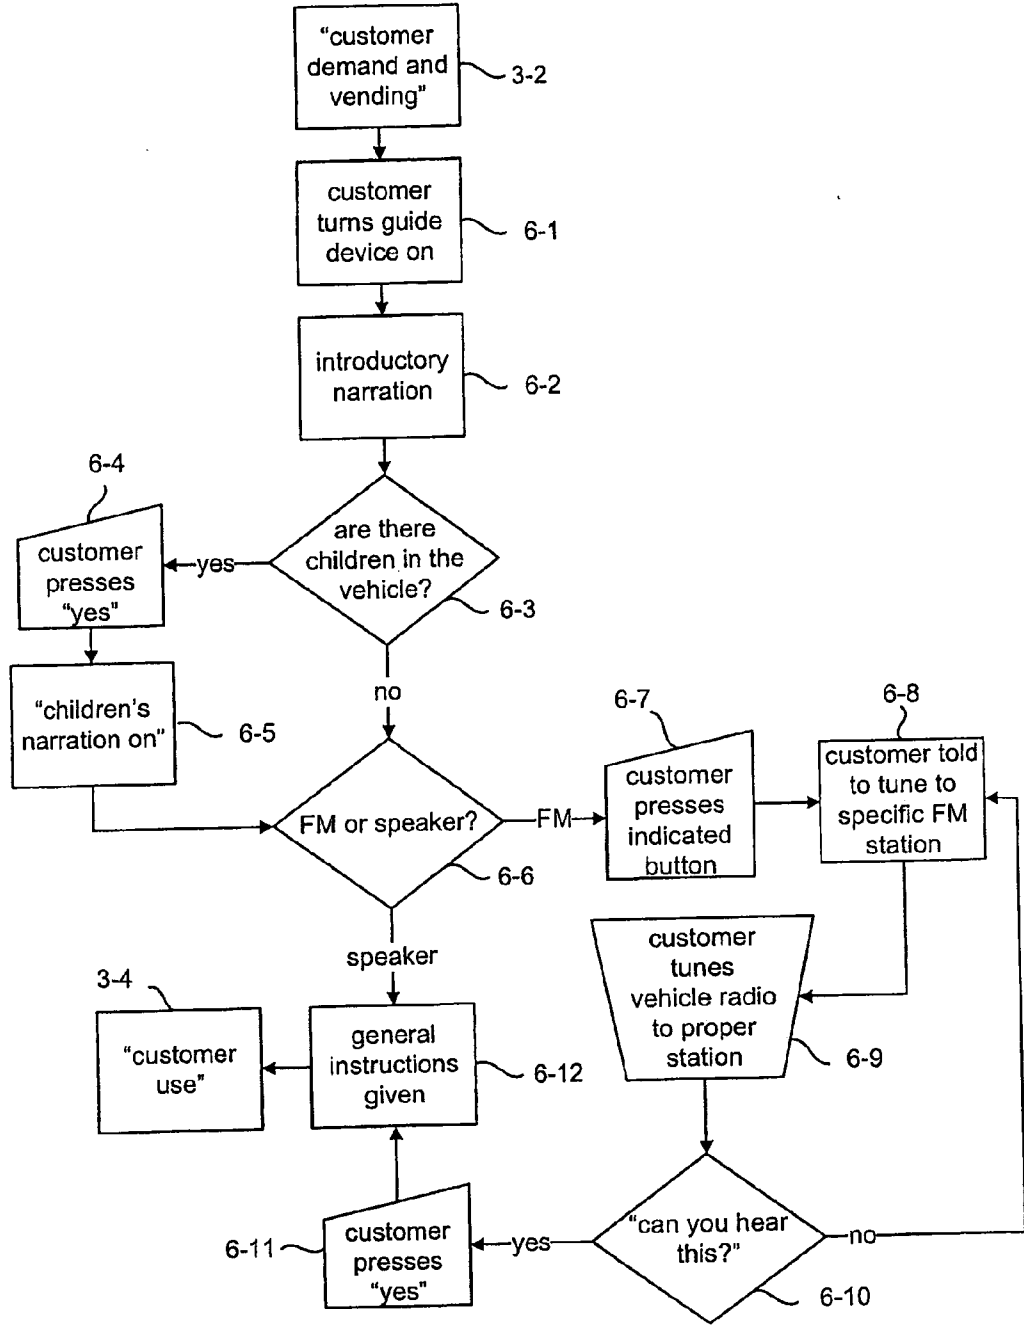 “customer
demand and
vending”
3-2
customer
turns guide
device on
6-1
introductory
narration
6-2
are there
children in the
vehicle?
6-3
yes
6-4
customer
presses
“yes”
“children’s
narration on”
6-5
no
FM or speaker?
6-6
FM
6-7
customer
presses
indicated
button
6-8
customer told
to tune to
specific FM
station
customer
tunes
vehicle radio
to proper
station
6-9
“can you hear
this?”
6-10
no
yes
6-11
customer
presses
“yes”
speaker
general
instructions
given
6-12
3-4
“customer
use”